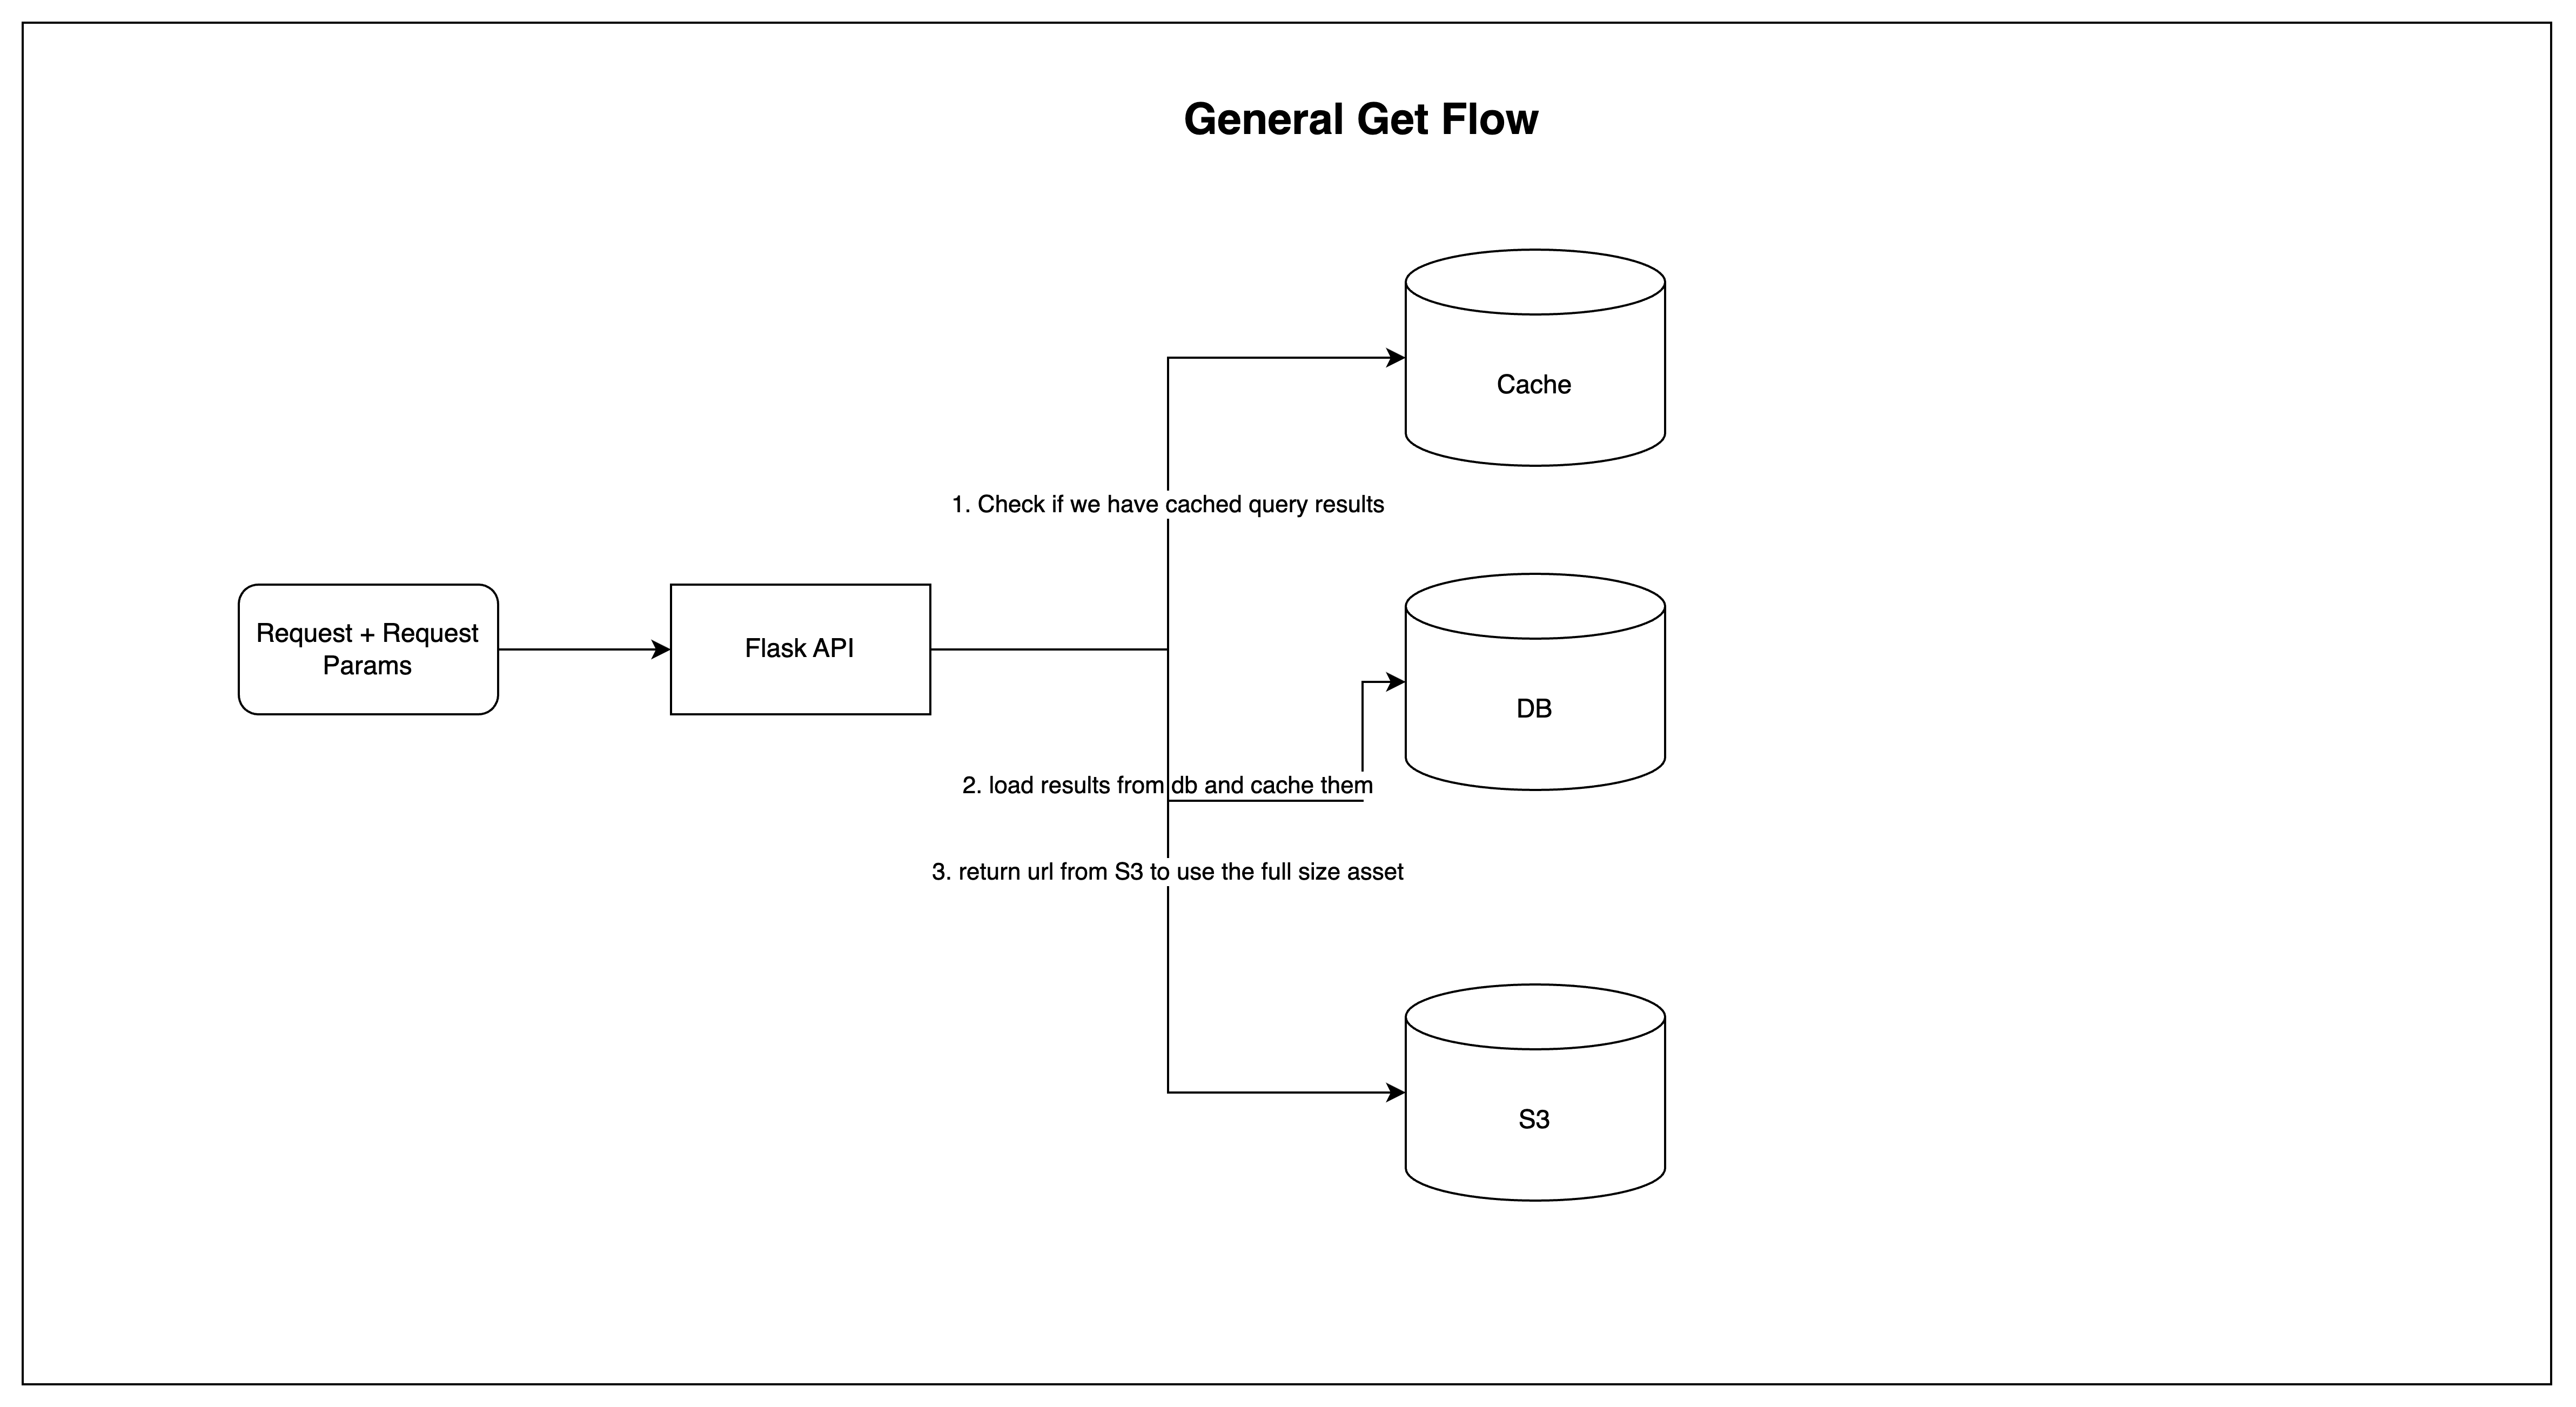 General Get Flow
Cache
1. Check if we have cached query results
Request + Request
Params
Flask API
DB
2. load results from db and cache them
3. return url from S3 to use the full size asset
S3